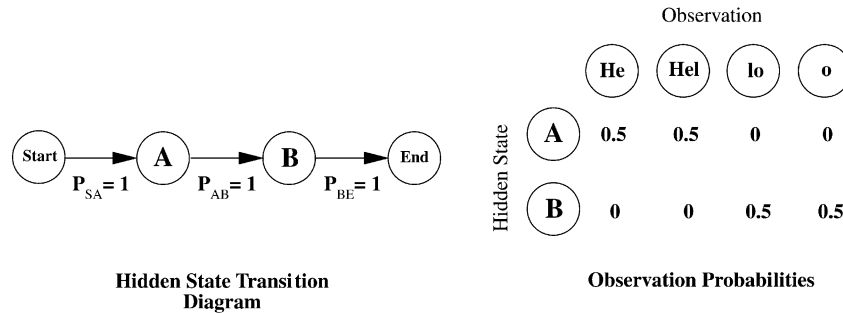 Observation
He Hel lo o
Start A B End
P_SA = 1 P_AB = 1 P_BE = 1
Hidden State
A 0.5 0.5 0 0
B 0 0 0.5 0.5
Hidden State Transition
Diagram
Observation Probabilities